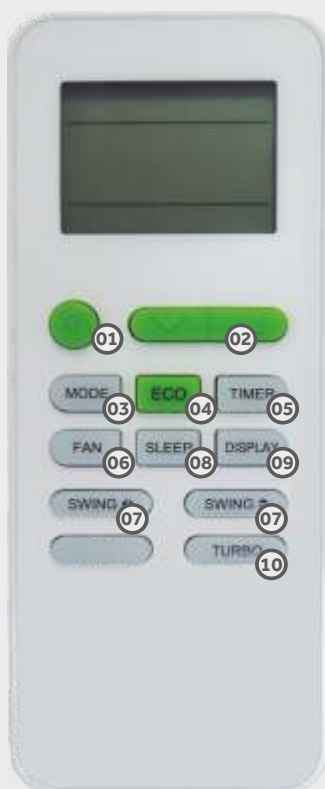 01 02
MODE 03 ECO 04 TIMER 05
FAN 06 SLEEP 08 DISPLAY 09
SWING 07 SWING 07
TURBO 10